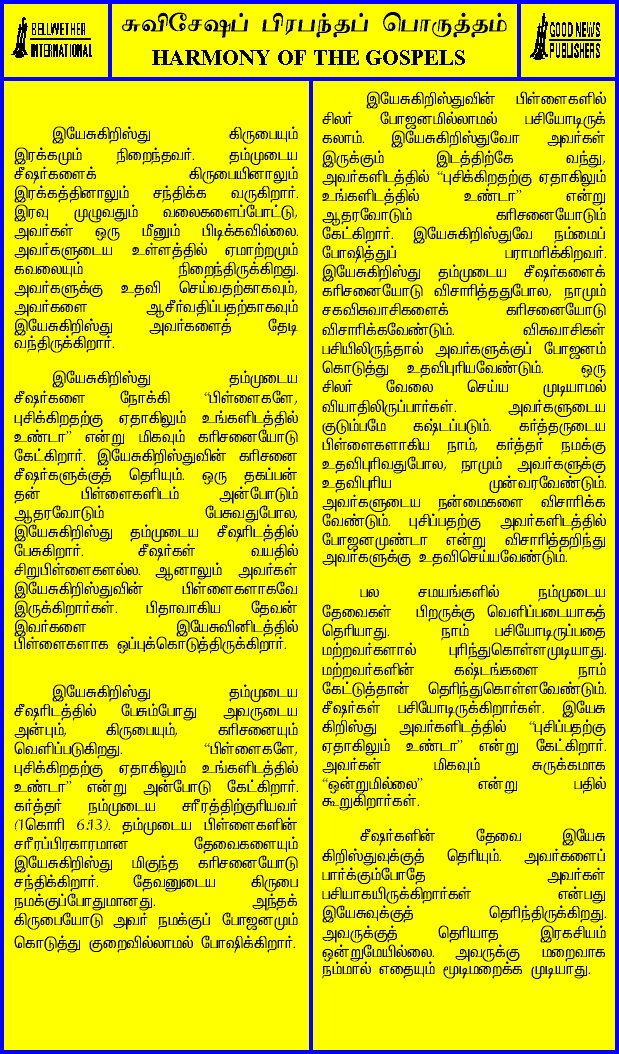 BELLWETHER
INTERNATIONAL
சுவிசேஷப் பிரபந்தப் பொருத்தம்
HARMONY OF THE GOSPELS
GOOD NEWS
PUBLISHERS
இயேசுகிறிஸ்து கிருபையும்
இரக்கமும் நிறைந்தவர். தம்முடைய
சீஷர்களைக் கிருபையினாலும்
இரக்கத்தினாலும் சந்திக்க வருகிறார்.
இரவு முழுவதும் வலைகளைப்போட்டு,
அவர்கள் ஒரு மீனும் பிடிக்கவில்லை.
அவர்களுடைய உள்ளத்தில் ஏமாற்றமும்
கவலையும் நிறைந்திருக்கிறது.
அவர்களுக்கு உதவி செய்வதற்காகவும்,
அவர்களை ஆசீர்வதிப்பதற்காகவும்
இயேசுகிறிஸ்து அவர்களைத் தேடி
வந்திருக்கிறார்.
இயேசுகிறிஸ்து தம்முடைய
சீஷர்களை நோக்கி “பிள்ளைகளே,
புசிக்கிறதற்கு ஏதாகிலும் உங்களிடத்தில்
உண்டா” என்று மிகவும் கரிசனையோடு
கேட்கிறார். இயேசுகிறிஸ்துவின் கரிசனை
சீஷர்களுக்குத் தெரியும். ஒரு தகப்பன்
தன் பிள்ளைகளிடம் அன்போடும்
ஆதரவோடும் பேசுவதுபோல,
இயேசுகிறிஸ்து தம்முடைய சீஷரிடத்தில்
பேசுகிறார். சீஷர்கள் வயதில்
சிறுபிள்ளைகளல்ல. ஆனாலும் அவர்கள்
இயேசுகிறிஸ்துவின் பிள்ளைகளாகவே
இருக்கிறார்கள். பிதாவாகிய தேவன்
இவர்களை இயேசுவினிடத்தில்
பிள்ளைகளாக ஒப்புக்கொடுத்திருக்கிறார்.
இயேசுகிறிஸ்து தம்முடைய
சீஷரிடத்தில் பேசும்போது அவருடைய
அன்பும், கிருபையும், கரிசனையும்
வெளிப்படுகிறது. “பிள்ளைகளே,
புசிக்கிறதற்கு ஏதாகிலும் உங்களிடத்தில்
உண்டா” என்று அன்போடு கேட்கிறார்.
கர்த்தர் நம்முடைய சரீரத்திற்குரியவர்
(1கொரி 6:13). தம்முடைய பிள்ளைகளின்
சரீரப்பிரகாரமான தேவைகளையும்
இயேசுகிறிஸ்து மிகுந்த கரிசனையோடு
சந்திக்கிறார். தேவனுடைய கிருபை
நமக்குப்போதுமானது. அந்தக்
கிருபையோடு அவர் நமக்குப் போஜனமும்
கொடுத்து குறைவில்லாமல் போஷிக்கிறார்.
இயேசுகிறிஸ்துவின் பிள்ளைகளில்
சிலர் போஜனமில்லாமல் பசியோடிருக்
கலாம். இயேசுகிறிஸ்துவோ அவர்கள்
இருக்கும் இடத்திற்கே வந்து,
அவர்களிடத்தில் “புசிக்கிறதற்கு ஏதாகிலும்
உங்களிடத்தில் உண்டா” என்று
ஆதரவோடும் கரிசனையோடும்
கேட்கிறார். இயேசுகிறிஸ்துவே நம்மைப்
போஷித்துப் பராமரிக்கிறவர்.
இயேசுகிறிஸ்து தம்முடைய சீஷர்களைக்
கரிசனையோடு விசாரித்ததுபோல, நாமும்
சகவிசுவாசிகளைக் கரிசனையோடு
விசாரிக்கவேண்டும். விசுவாசிகள்
பசியிலிருந்தால் அவர்களுக்குப் போஜனம்
கொடுத்து உதவிபுரியவேண்டும். ஒரு
சிலர் வேலை செய்ய முடியாமல்
வியாதியிலிருப்பார்கள். அவர்களுடைய
குடும்பமே கஷ்டப்படும். கர்த்தருடைய
பிள்ளைகளாகிய நாம், கர்த்தர் நமக்கு
உதவிபுரிவதுபோல, நாமும் அவர்களுக்கு
உதவிபுரிய முன்வரவேண்டும்.
அவர்களுடைய நன்மைகளை விசாரிக்க
வேண்டும். புசிப்பதற்கு அவர்களிடத்தில்
போஜனமுண்டா என்று விசாரித்தறிந்து
அவர்களுக்கு உதவிசெய்யவேண்டும்.
பல சமயங்களில் நம்முடைய
தேவைகள் பிறருக்கு வெளிப்படையாகத்
தெரியாது. நாம் பசியோடிருப்பதை
மற்றவர்களால் புரிந்துகொள்ளமுடியாது.
மற்றவர்களின் கஷ்டங்களை நாம்
கேட்டுத்தான் தெரிந்துகொள்ளவேண்டும்.
சீஷர்கள் பசியோடிருக்கிறார்கள். இயேசு
கிறிஸ்து அவர்களிடத்தில் “புசிப்பதற்கு
ஏதாகிலும் உண்டா” என்று கேட்கிறார்.
அவர்கள் மிகவும் சுருக்கமாக
“ஒன்றுமில்லை” என்று பதில்
கூறுகிறார்கள்.
சீஷர்களின் தேவை இயேசு
கிறிஸ்துவுக்குத் தெரியும். அவர்களைப்
பார்க்கும்போதே அவர்கள்
பசியாகயிருக்கிறார்கள் என்பது
இயேசுவுக்குத் தெரிந்திருக்கிறது.
அவருக்குத் தெரியாத இரகசியம்
ஒன்றுமேயில்லை. அவருக்கு மறைவாக
நம்மால் எதையும் மூடிமறைக்க முடியாது.